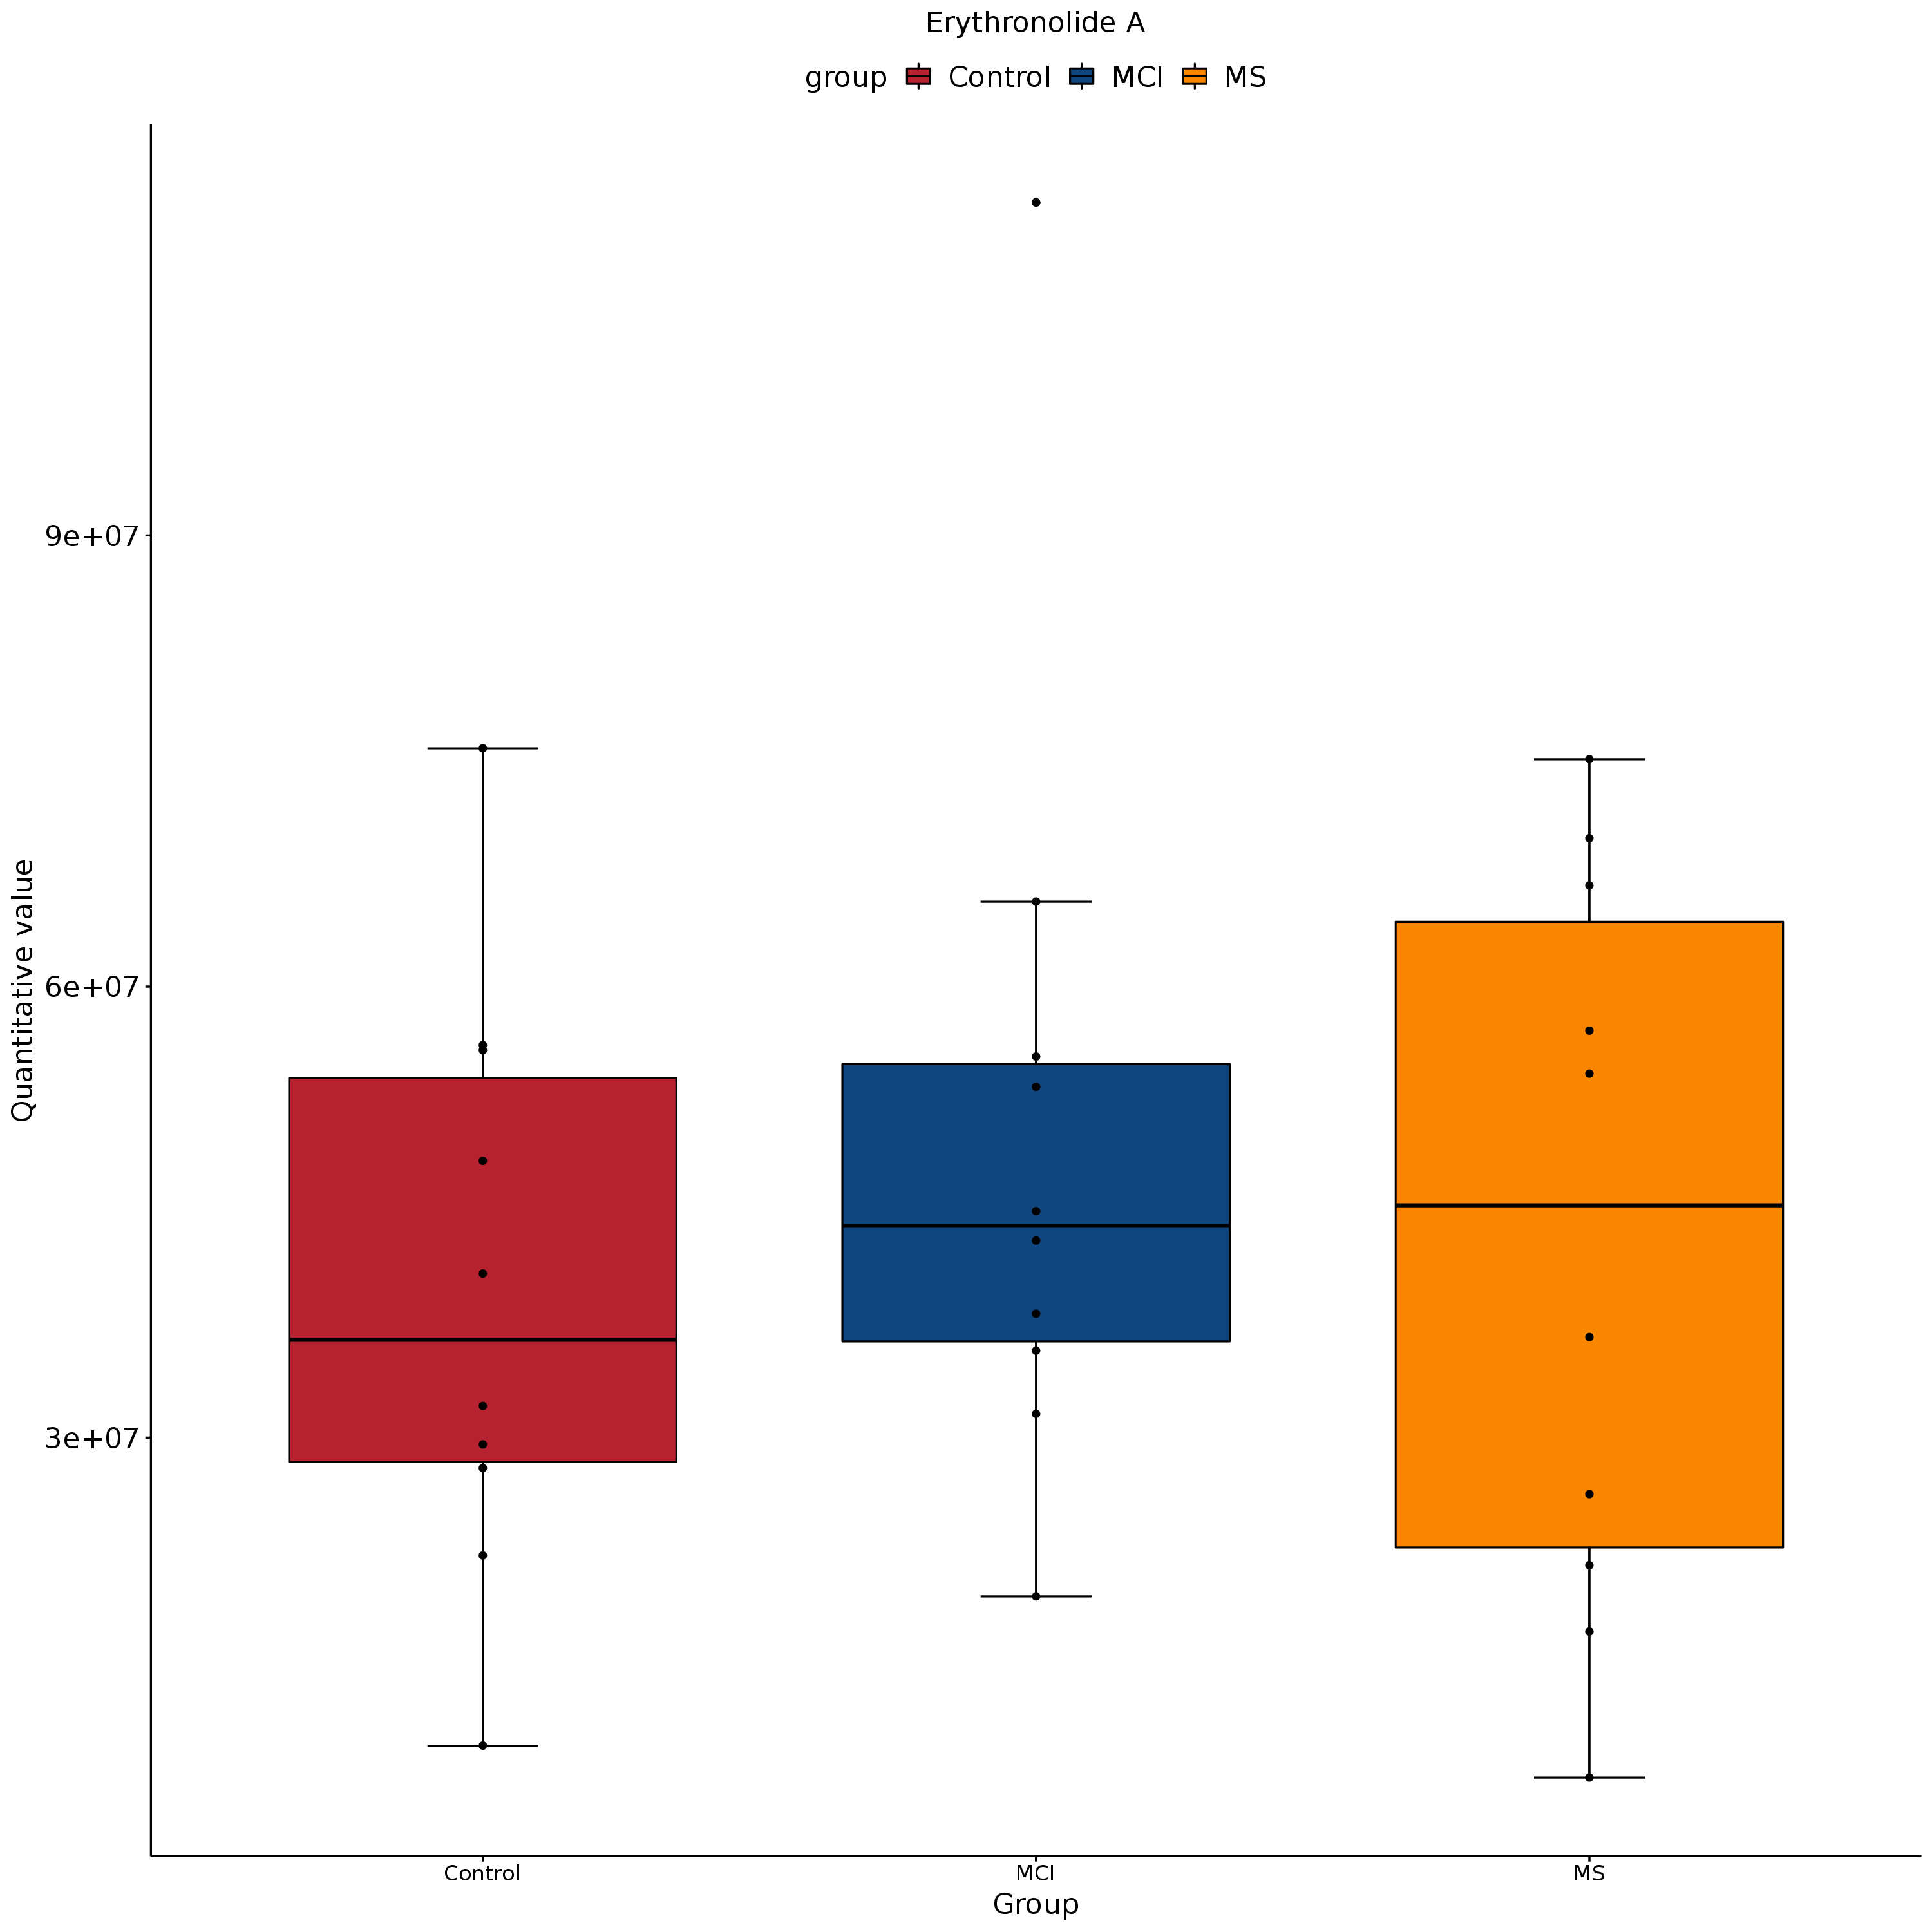 Erythronolide A
group Control MCI MS
Quantitative value
9e+07
6e+07
3e+07
Control MCI MS
Group